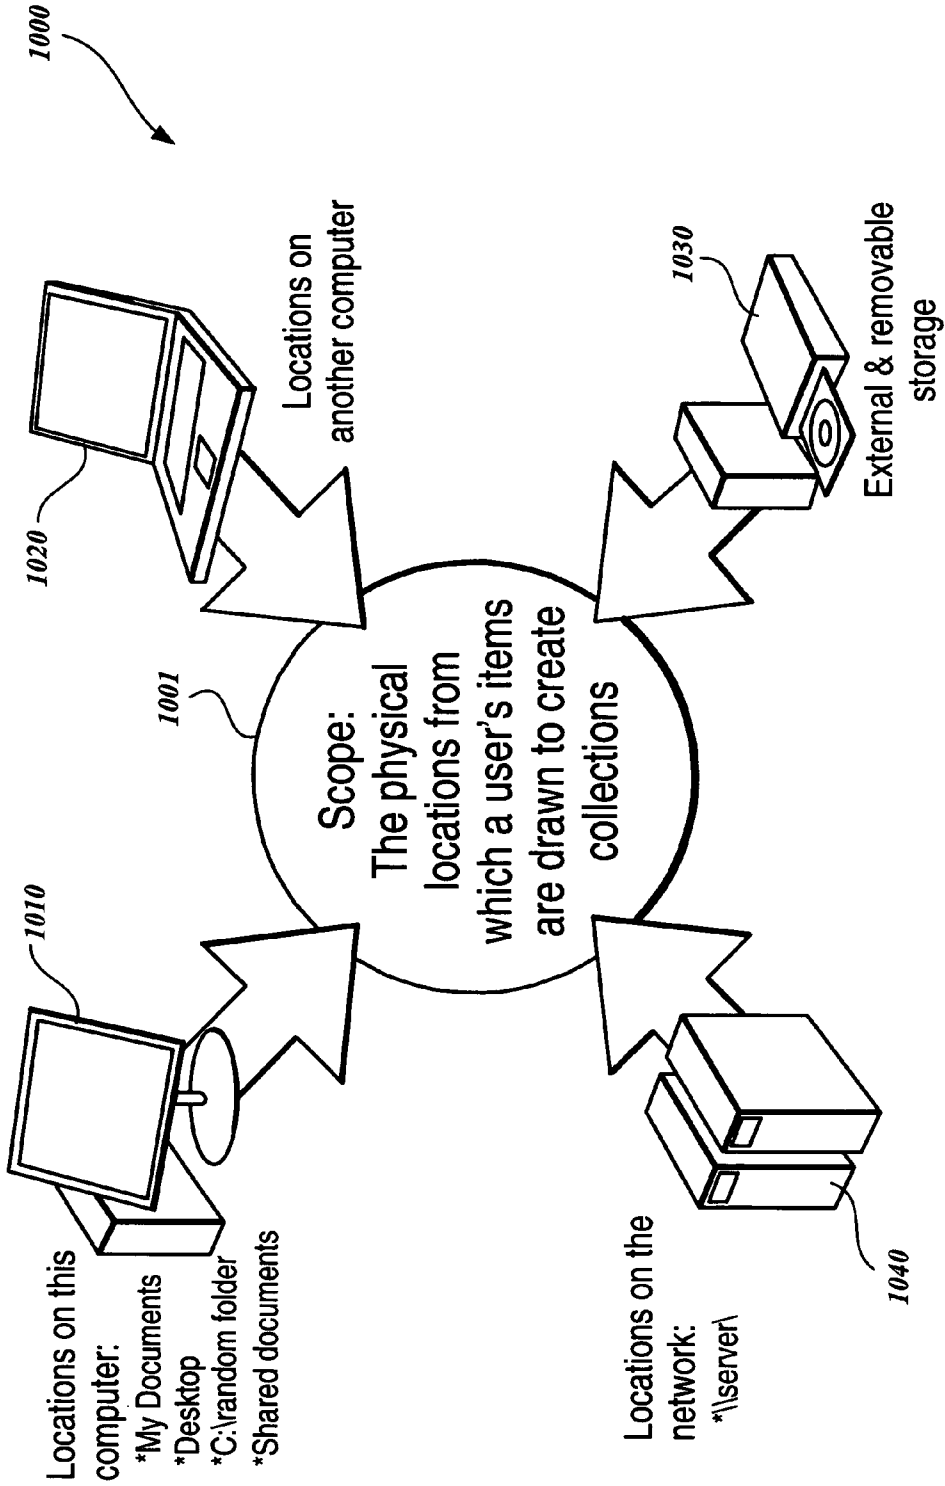 1000
1010
Locations on this
computer:
*My Documents
*Desktop
*C:\random folder
*Shared documents
1020
Locations on
another computer
1001
Scope:
The physical
locations from
which a user's items
are drawn to create
collections
Locations on the
network:
*\\server\
1040
1030
External & removable
storage